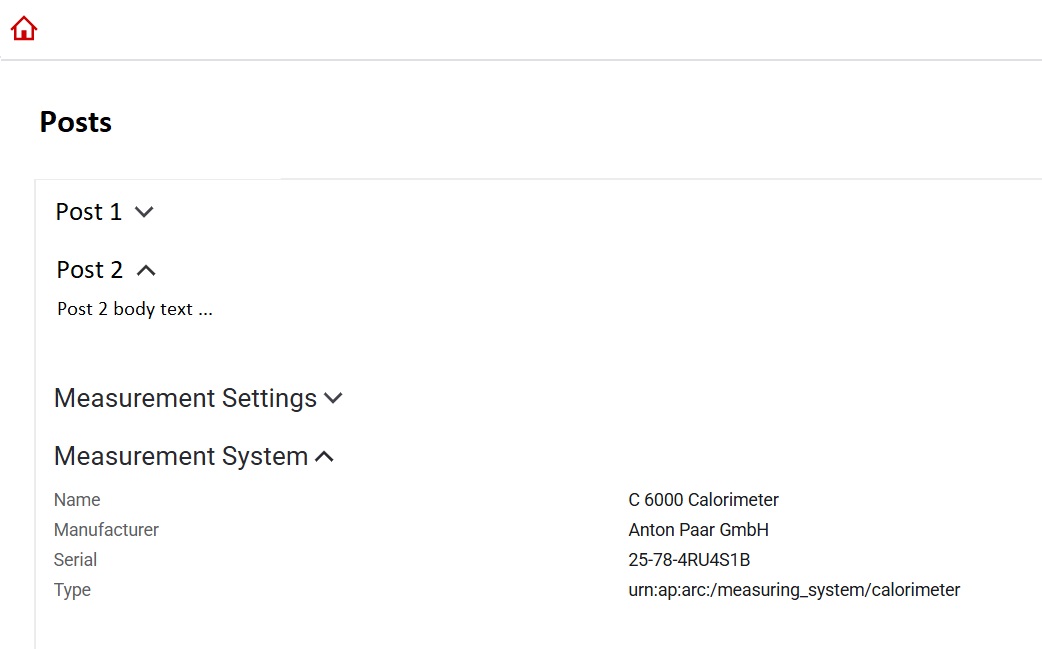 Posts
Post 1
Post 2
Post 2 body text ...
Measurement Settings
Measurement System
Name C 6000 Calorimeter
Manufacturer Anton Paar GmbH
Serial 25-78-4RU4S1B
Type urn:ap:arc:/measuring_system/calorimeter